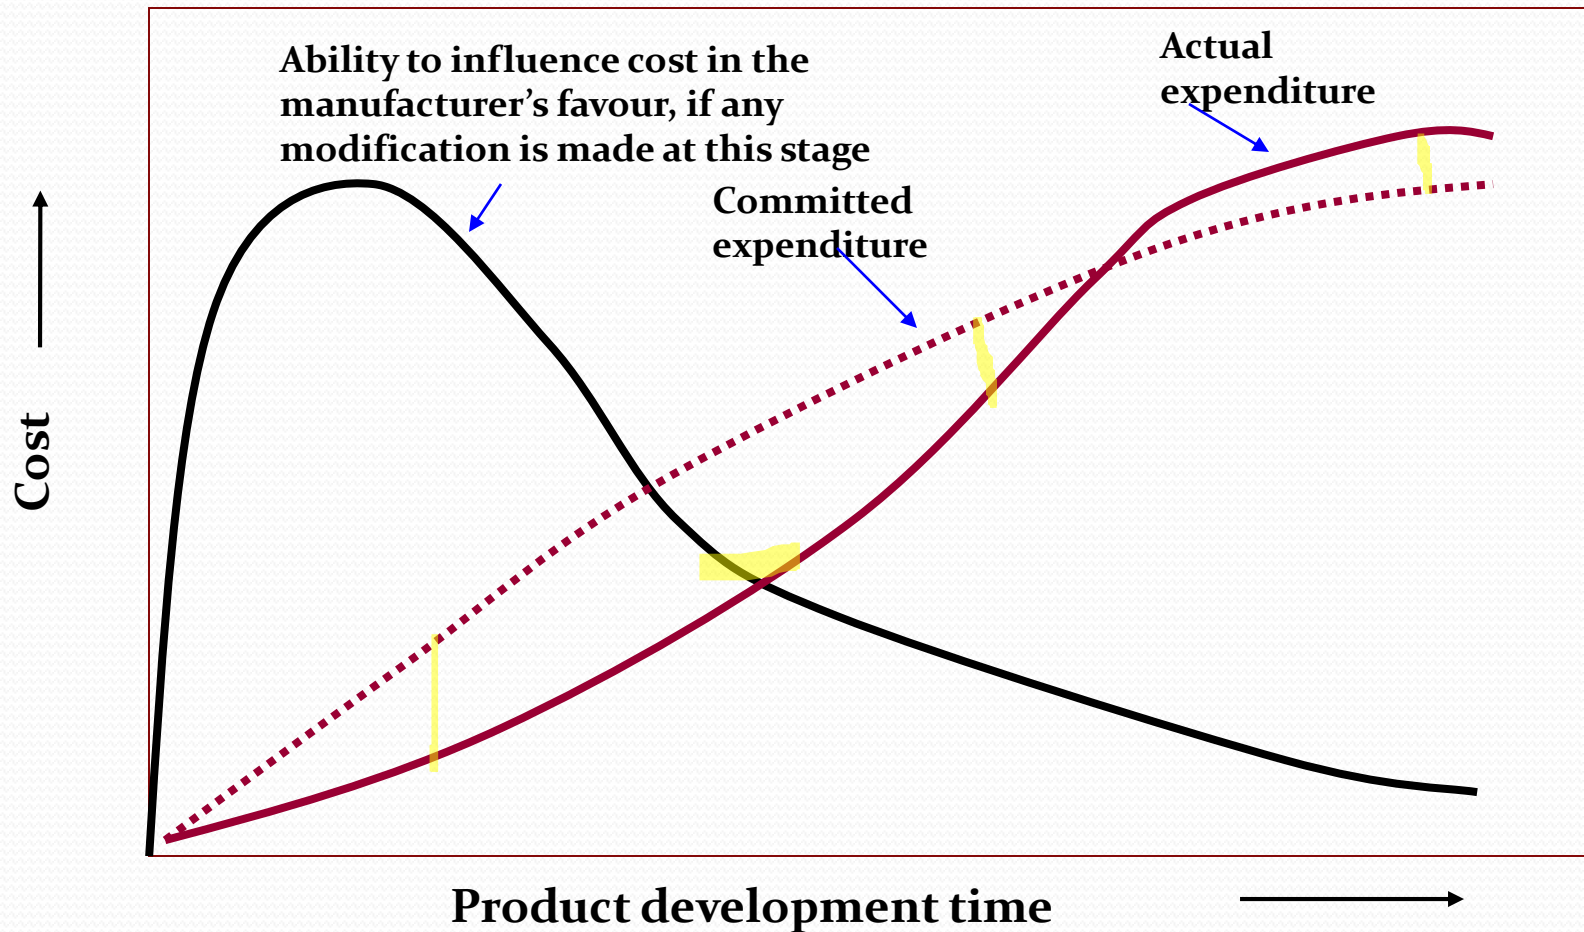 Ability to influence cost in the
manufacturer’s favour, if any
modification is made at this stage
Actual
expenditure
Committed
expenditure
Cost
Product development time